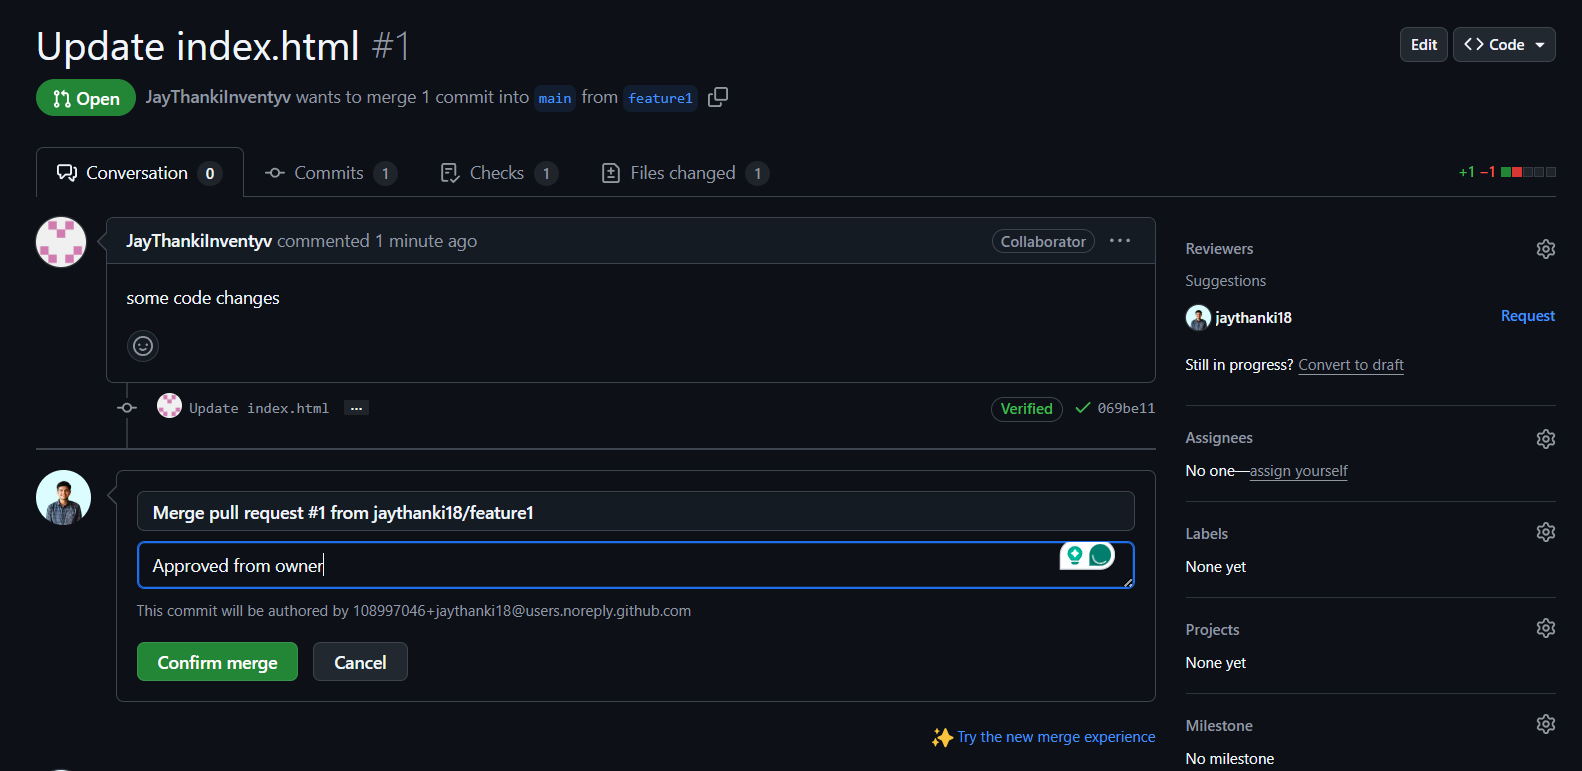 Update index.html #1
Edit
<> Code
Open
JayThankiInventyv wants to merge 1 commit into main from feature1
Conversation 0
Commits 1
Checks 1
Files changed 1
+1 −1
JayThankiInventyv commented 1 minute ago
Collaborator
...
some code changes
Update index.html ...
Verified
069be11
Merge pull request #1 from jaythanki18/feature1
Approved from owner
This commit will be authored by 108997046+jaythanki18@users.noreply.github.com
Confirm merge
Cancel
Try the new merge experience
Reviewers
Suggestions
jaythanki18
Request
Still in progress? Convert to draft
Assignees
No one—assign yourself
Labels
None yet
Projects
None yet
Milestone
No milestone